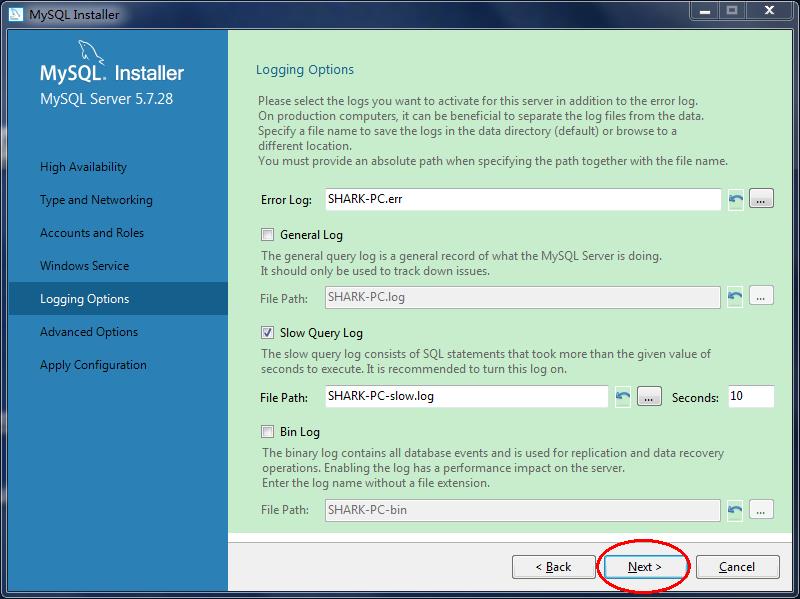 MySQL Installer
MySQL. Installer
MySQL Server 5.7.28
High Availability
Type and Networking
Accounts and Roles
Windows Service
Logging Options
Advanced Options
Apply Configuration
Logging Options
Please select the logs you want to activate for this server in addition to the error log.
On production computers, it can be beneficial to separate the log files from the data.
Specify a file name to save the logs in the data directory (default) or browse to a
different location.
You must provide an absolute path when specifying the path together with the file name.
Error Log: SHARK-PC.err ...
General Log
The general query log is a general record of what the MySQL Server is doing.
It should only be used to track down issues.
File Path: SHARK-PC.log ...
Slow Query Log
The slow query log consists of SQL statements that took more than the given value of
seconds to execute. It is recommended to turn this log on.
File Path: SHARK-PC-slow.log ... Seconds: 10
Bin Log
The binary log contains all database events and is used for replication and data recovery
operations. Enabling the log has a performance impact on the server.
Enter the log name without a file extension.
File Path: SHARK-PC-bin ...
< Back Next > Cancel